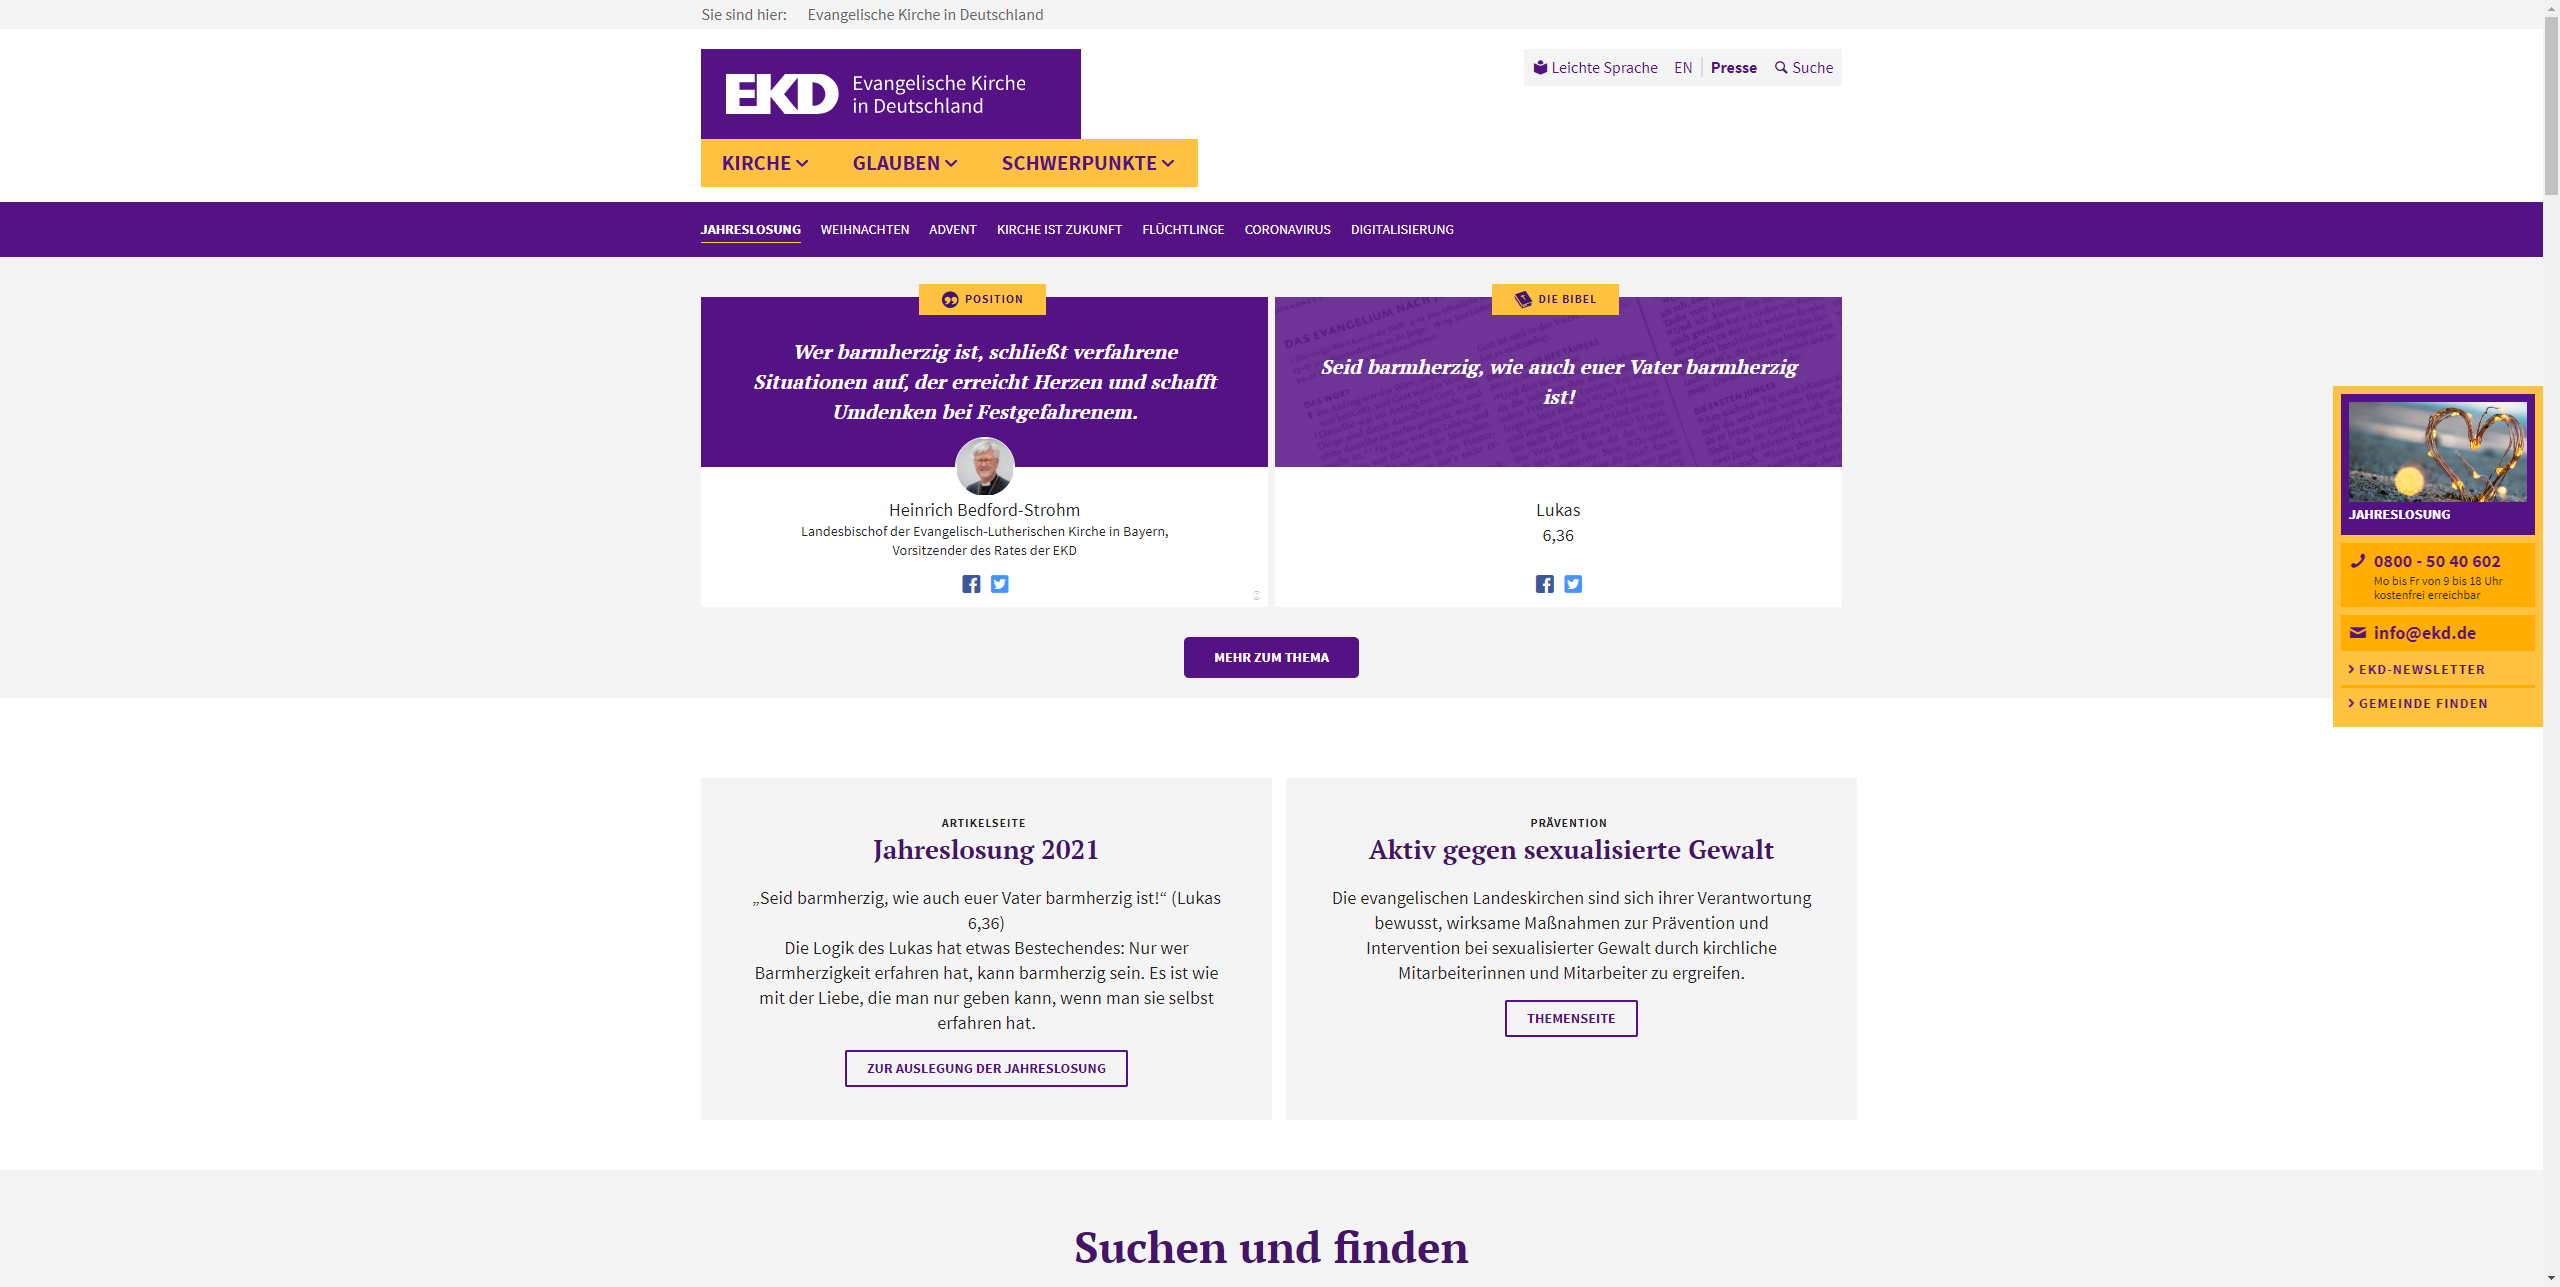 Sie sind hier: Evangelische Kirche in Deutschland
EKD Evangelische Kirche
in Deutschland
Leichte Sprache EN Presse Suche
KIRCHE GLAUBEN SCHWERPUNKTE
JAHRESLOSUNG WEIHNACHTEN ADVENT KIRCHE IST ZUKUNFT FLÜCHTLINGE CORONAVIRUS DIGITALISIERUNG
POSITION
Wer barmherzig ist, schließt verfahrene
Situationen auf, der erreicht Herzen und schafft
Umdenken bei Festgefahrenem.
Heinrich Bedford-Strohm
Landesbischof der Evangelisch-Lutherischen Kirche in Bayern,
Vorsitzender des Rates der EKD
DIE BIBEL
DAS EVANGELIUM NACH
DAS WORT
DIE ERSTEN JÜNGER
Seid barmherzig, wie auch euer Vater barmherzig
ist!
Lukas
6,36
MEHR ZUM THEMA
JAHRESLOSUNG
0800 - 50 40 602
Mo bis Fr von 9 bis 18 Uhr
kostenfrei erreichbar
info@ekd.de
EKD-NEWSLETTER
GEMEINDE FINDEN
ARTIKELSEITE
Jahreslosung 2021
„Seid barmherzig, wie auch euer Vater barmherzig ist!“ (Lukas
6,36)
Die Logik des Lukas hat etwas Bestechendes: Nur wer
Barmherzigkeit erfahren hat, kann barmherzig sein. Es ist wie
mit der Liebe, die man nur geben kann, wenn man sie selbst
erfahren hat.
ZUR AUSLEGUNG DER JAHRESLOSUNG
PRÄVENTION
Aktiv gegen sexualisierte Gewalt
Die evangelischen Landeskirchen sind sich ihrer Verantwortung
bewusst, wirksame Maßnahmen zur Prävention und
Intervention bei sexualisierter Gewalt durch kirchliche
Mitarbeiterinnen und Mitarbeiter zu ergreifen.
THEMENSEITE
Suchen und finden